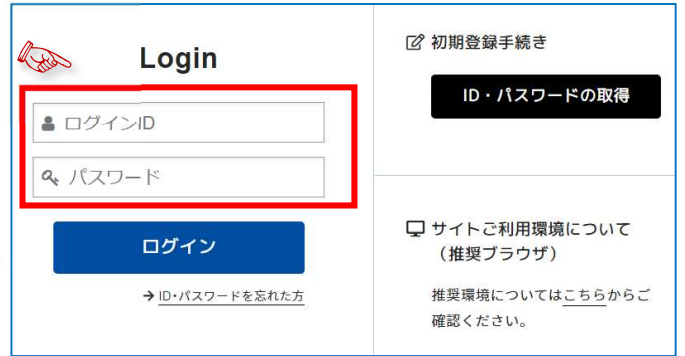 Login
ログインID
パスワード
ログイン
→ ID・パスワードを忘れた方
初期登録手続き
ID・パスワードの取得
サイトご利用環境について
（推奨ブラウザ）
推奨環境についてはこちらからご
確認ください。